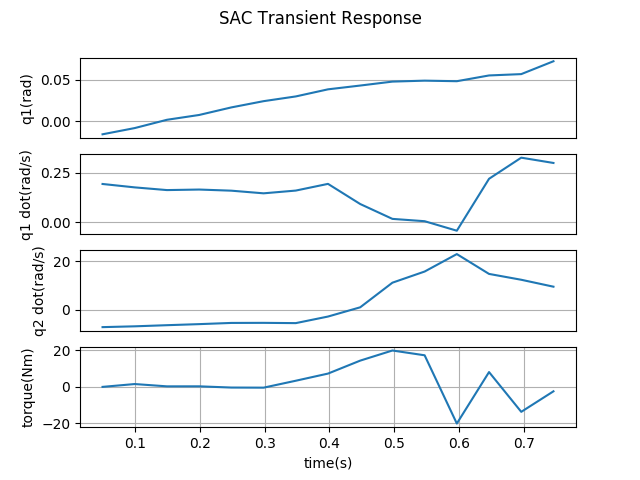 SAC Transient Response
q1(rad)
0.05
0.00
q1 dot(rad/s)
0.25
0.00
q2 dot(rad/s)
20
0
torque(Nm)
20
0
−20
0.1 0.2 0.3 0.4 0.5 0.6 0.7
time(s)